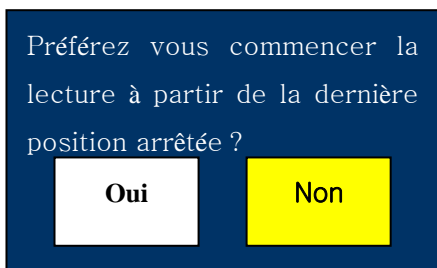 Préférez vous commencer la
lecture à partir de la dernière
position arrêtée ?
Oui Non